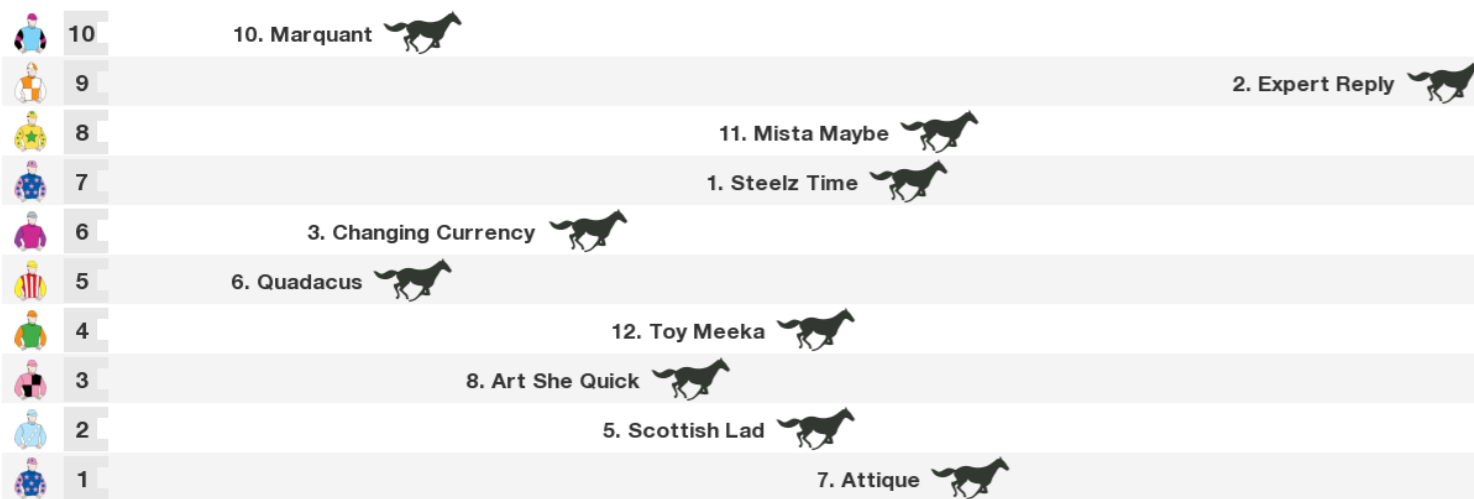 10 10. Marquant
9 2. Expert Reply
8 11. Mista Maybe
7 1. Steelz Time
6 3. Changing Currency
5 6. Quadacus
4 12. Toy Meeka
3 8. Art She Quick
2 5. Scottish Lad
1 7. Attique